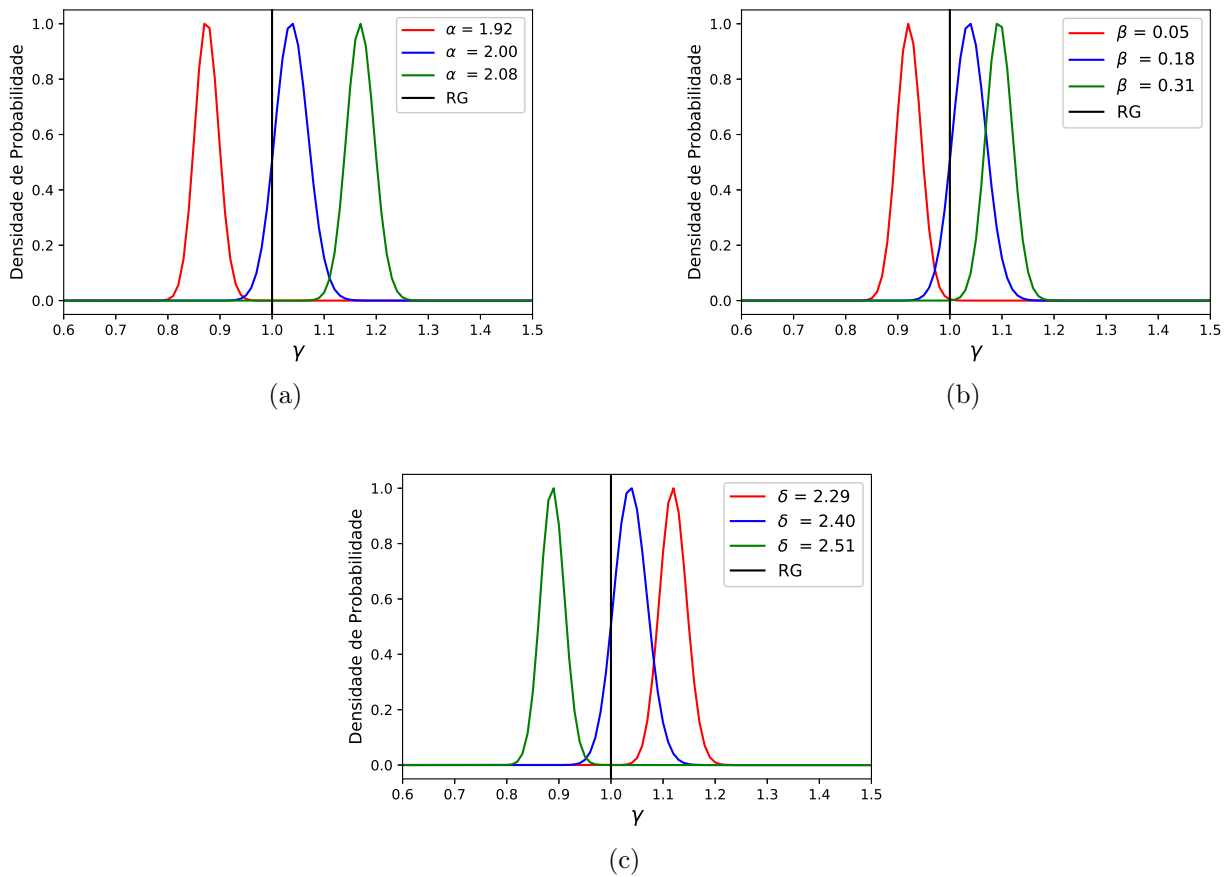 Densidade de Probabilidade
1.0
0.8
0.6
0.4
0.2
0.0
0.6 0.7 0.8 0.9 1.0 1.1 1.2 1.3 1.4 1.5
γ
α = 1.92
α = 2.00
α = 2.08
RG
(a)
Densidade de Probabilidade
1.0
0.8
0.6
0.4
0.2
0.0
0.6 0.7 0.8 0.9 1.0 1.1 1.2 1.3 1.4 1.5
γ
β = 0.05
β = 0.18
β = 0.31
RG
(b)
Densidade de Probabilidade
1.0
0.8
0.6
0.4
0.2
0.0
0.6 0.7 0.8 0.9 1.0 1.1 1.2 1.3 1.4 1.5
γ
δ = 2.29
δ = 2.40
δ = 2.51
RG
(c)